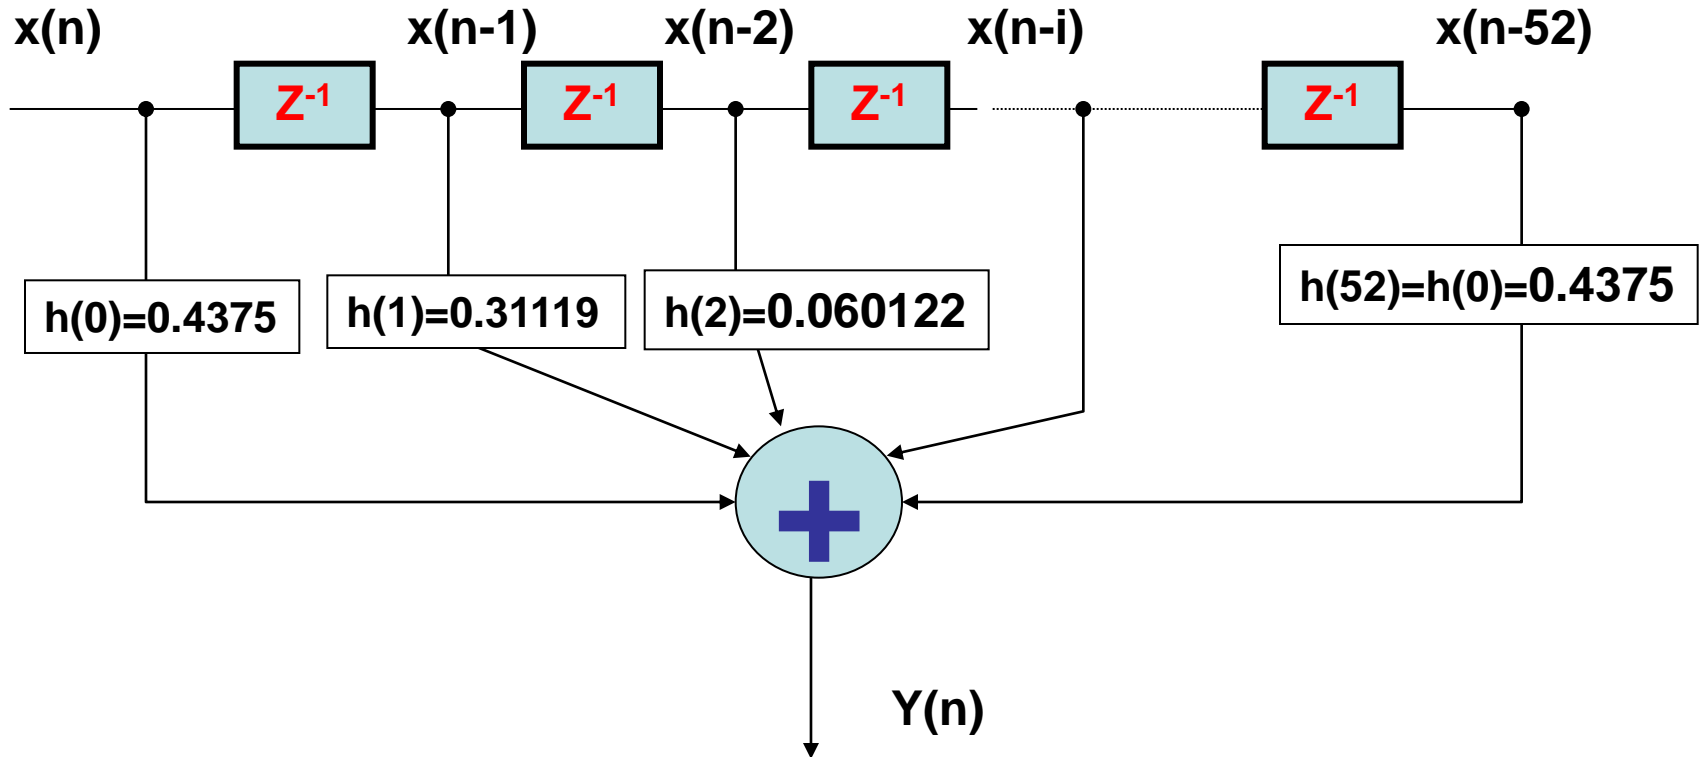 x(n) x(n-1) x(n-2) x(n-i) x(n-52)
Z⁻¹ Z⁻¹ Z⁻¹ Z⁻¹
h(0)=0.4375 h(1)=0.31119 h(2)=0.060122 h(52)=h(0)=0.4375
+
Y(n)